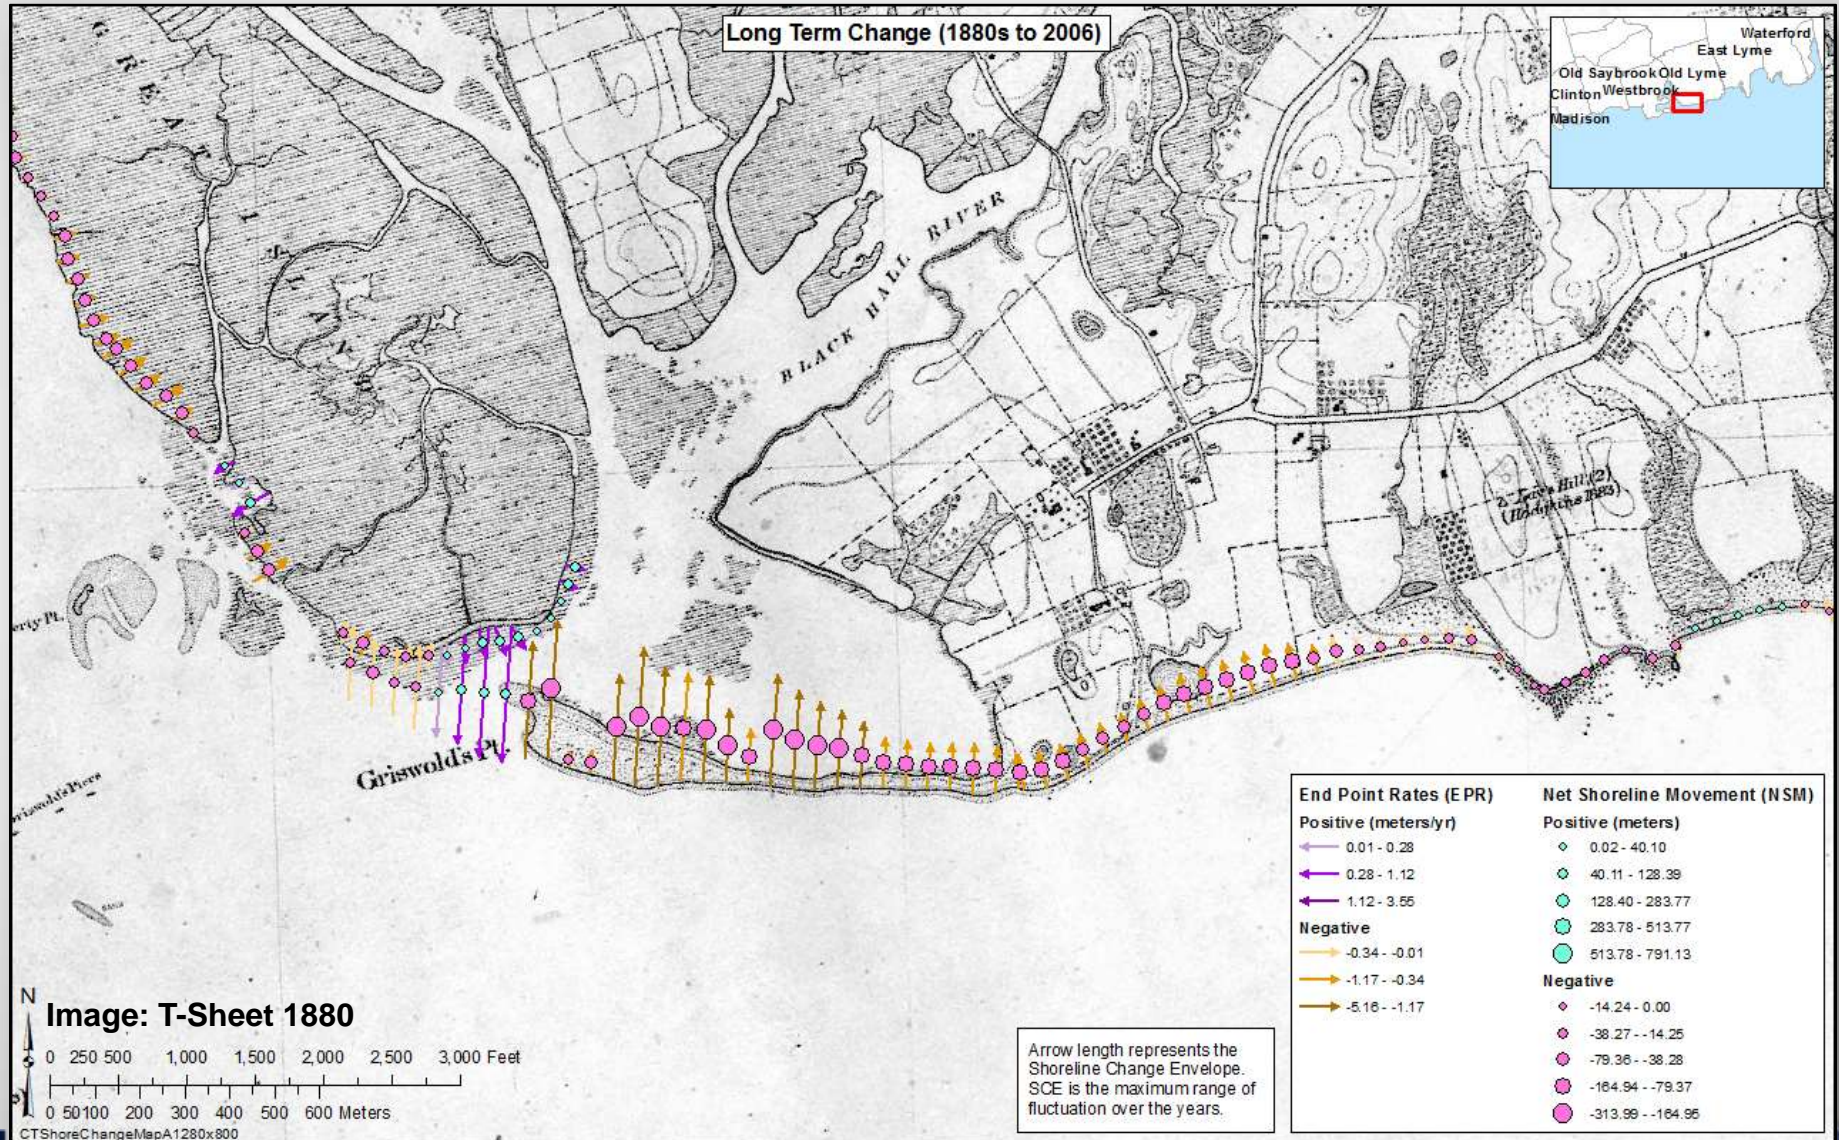 Long Term Change (1880s to 2006)
Waterford
East Lyme
Old Saybrook Old Lyme
Clinton Westbrook
Madison
GREAT
ISLAND
BLACK HALL RIVER
Hill (2)
Griswold's Pt.
End Point Rates (EPR)
Positive (meters/yr)
0.01 - 0.28
0.28 - 1.12
1.12 - 3.55
Negative
-0.34 - -0.01
-1.17 - -0.34
-5.16 - -1.17
Net Shoreline Movement (NSM)
Positive (meters)
0.02 - 40.10
40.11 - 128.39
128.40 - 283.77
283.78 - 513.77
513.78 - 791.13
Negative
-14.24 - 0.00
-38.27 - -14.25
-79.36 - -38.28
-164.94 - -79.37
-313.99 - -164.95
N
Image: T-Sheet 1880
0 250 500 1,000 1,500 2,000 2,500 3,000 Feet
0 50 100 200 300 400 500 600 Meters
CTShoreChangeMapA1280x800
Arrow length represents the
Shoreline Change Envelope.
SCE is the maximum range of
fluctuation over the years.